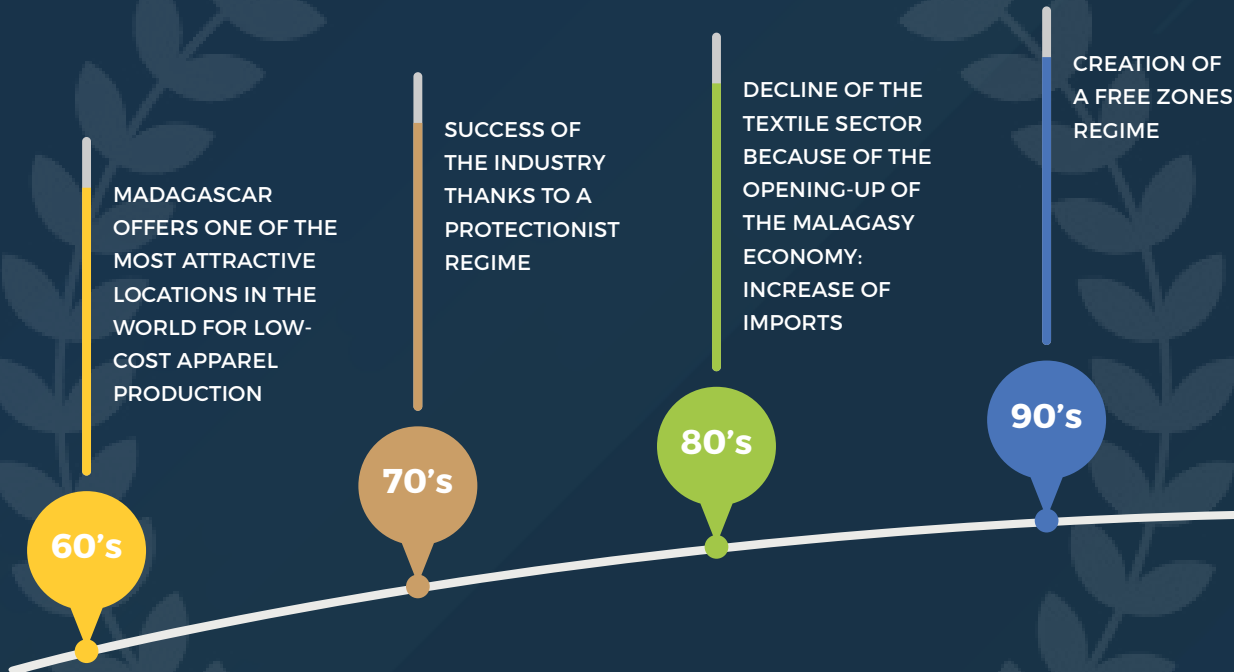 MADAGASCAR
OFFERS ONE OF THE
MOST ATTRACTIVE
LOCATIONS IN THE
WORLD FOR LOW-
COST APPAREL
PRODUCTION
60's
SUCCESS OF
THE INDUSTRY
THANKS TO A
PROTECTIONIST
REGIME
70's
DECLINE OF THE
TEXTILE SECTOR
BECAUSE OF THE
OPENING-UP OF
THE MALAGASY
ECONOMY:
INCREASE OF
IMPORTS
80's
CREATION OF
A FREE ZONES
REGIME
90's